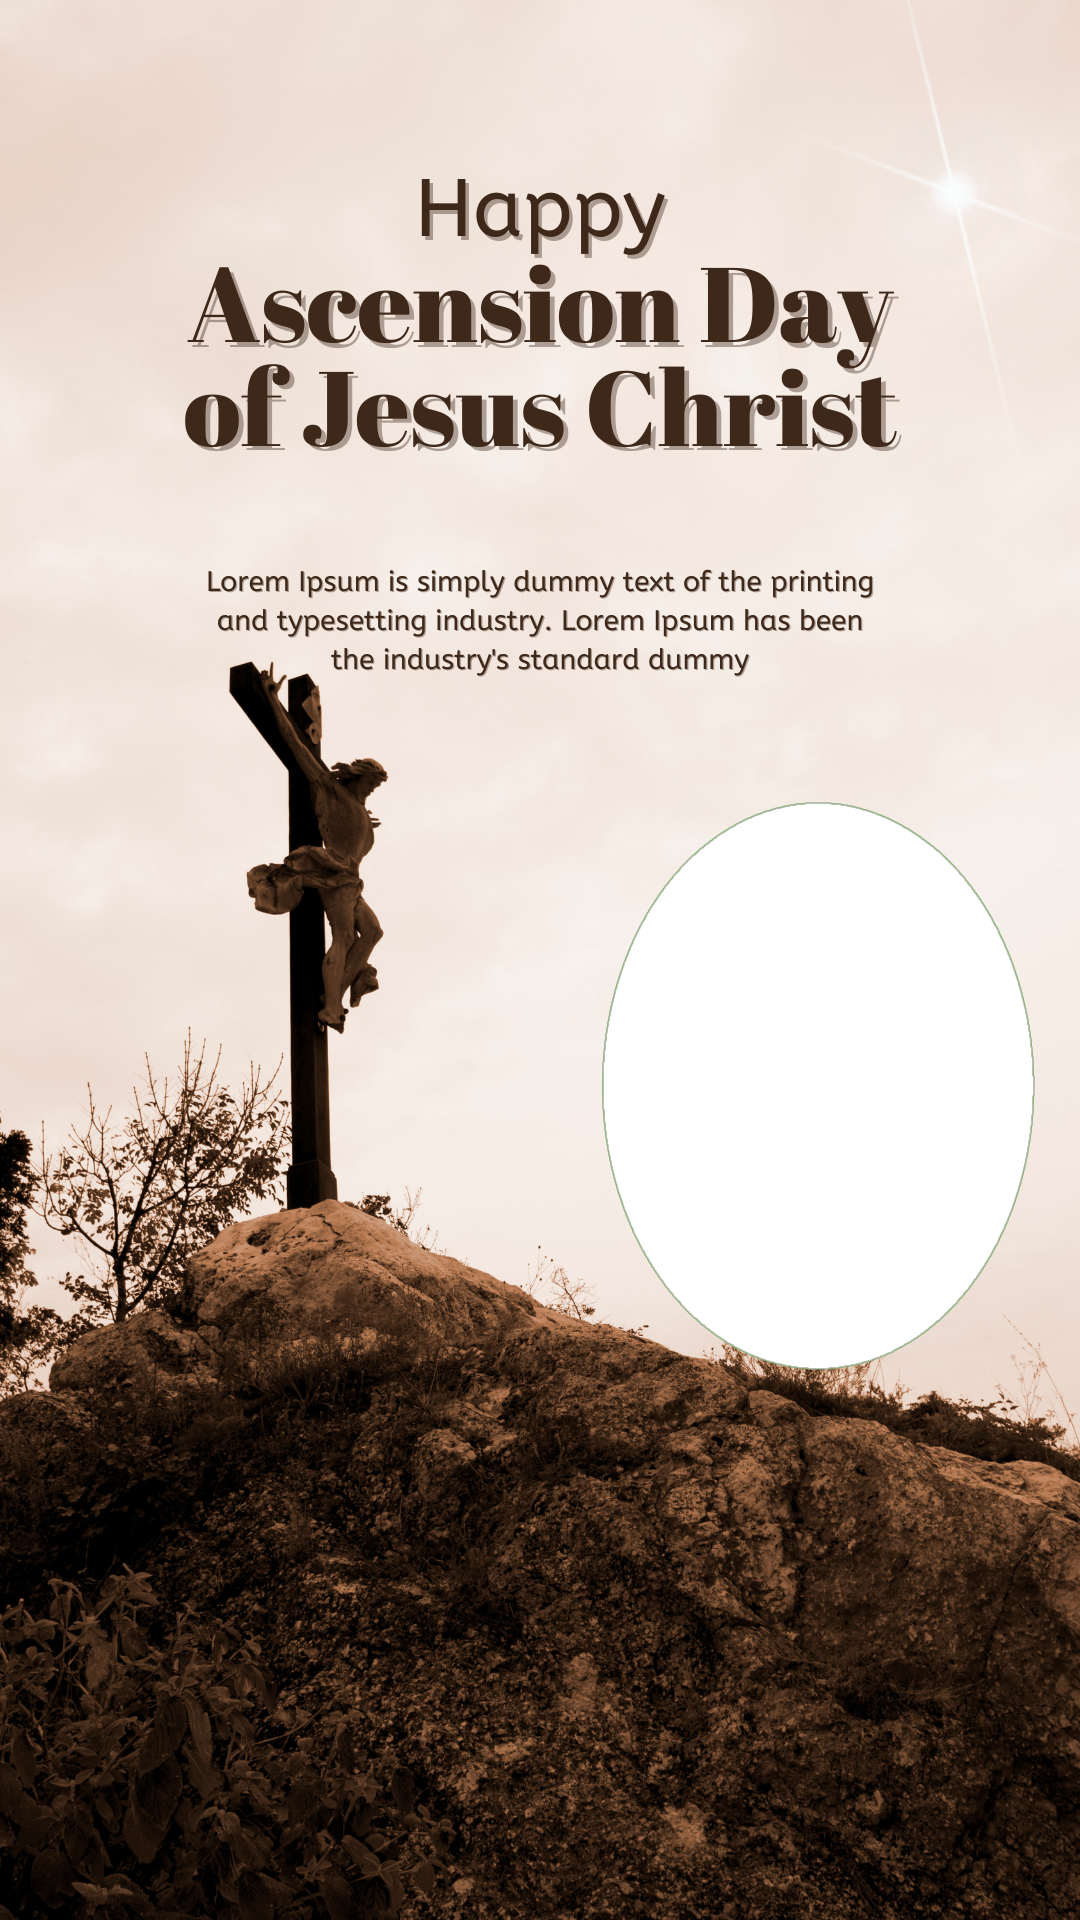 Happy
Ascension Day
of Jesus Christ
Lorem Ipsum is simply dummy text of the printing
and typesetting industry. Lorem Ipsum has been
the industry's standard dummy